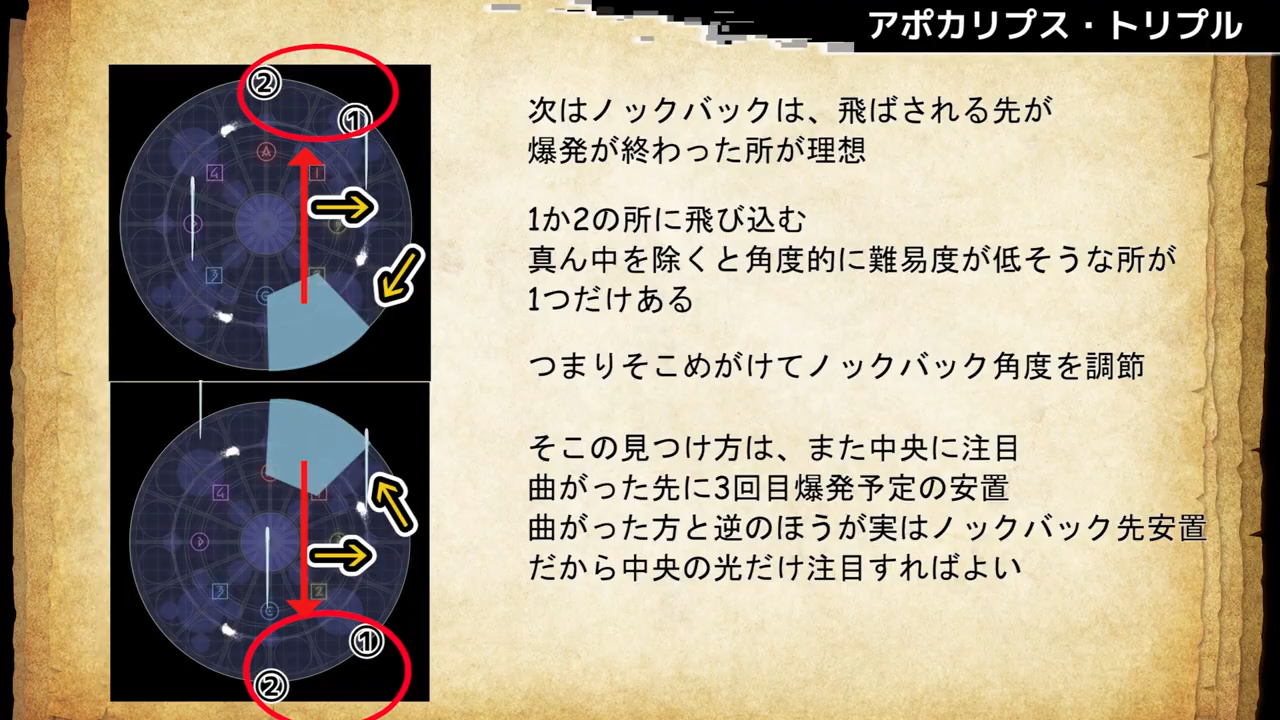 アポカリプス・トリプル
次はノックバックは、飛ばされる先が
爆発が終わった所が理想
1か2の所に飛び込む
真ん中を除くと角度的に難易度が低そうな所が
1つだけある
つまりそこめがけてノックバック角度を調節
そこの見つけ方は、また中央に注目
曲がった先に3回目爆発予定の安置
曲がった方と逆のほうが実はノックバック先安置
だから中央の光だけ注目すればよい
②
①
A
4
1
3
2
C
4
1
3
2
C
①
②